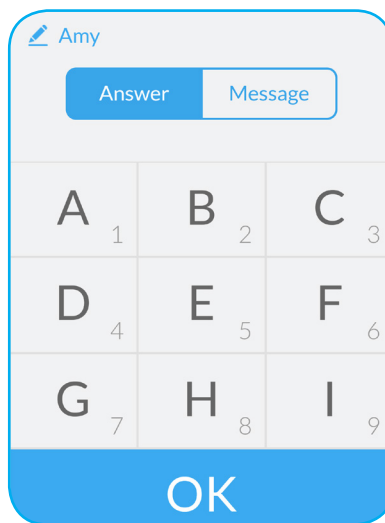 Amy
Answer Message
A 1 B 2 C 3
D 4 E 5 F 6
G 7 H 8 I 9
OK